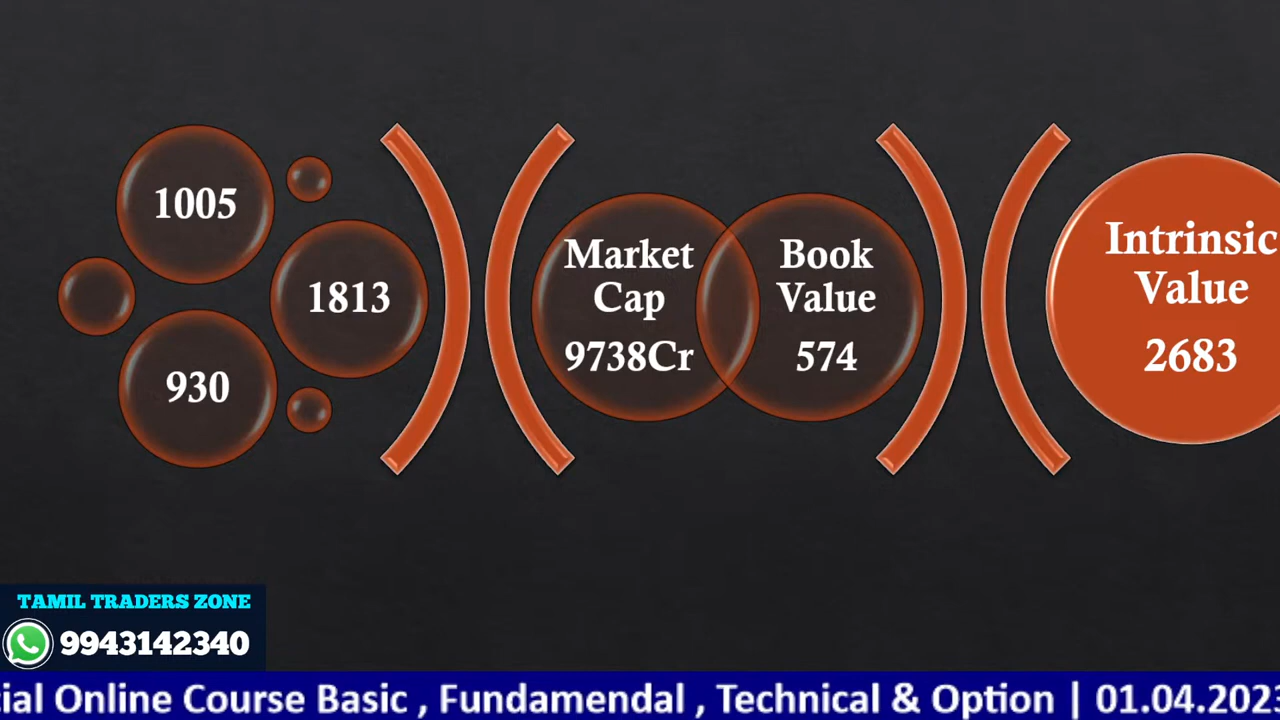 1005
1813
930
Market
Cap
9738Cr
Book
Value
574
Intrinsic
Value
2683
TAMIL TRADERS ZONE
9943142340
cial Online Course Basic , Fundamendal , Technical & Option | 01.04.2023